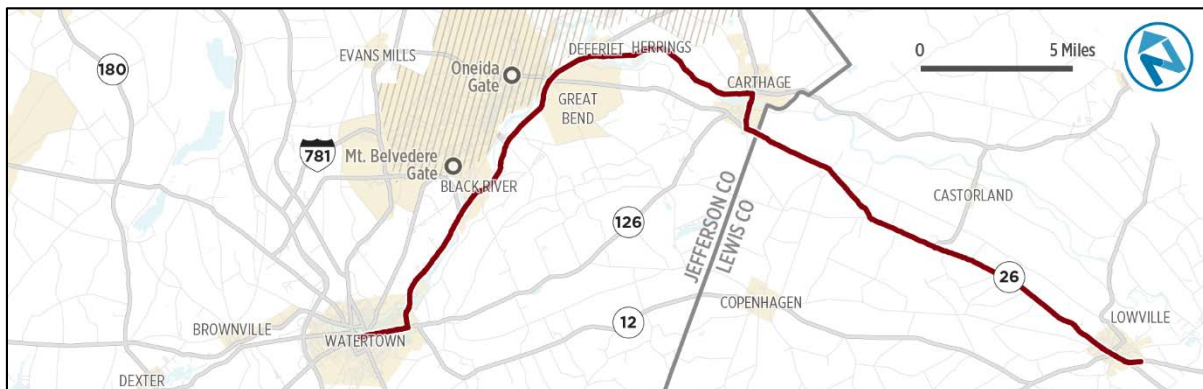 180
EVANS MILLS
Oneida
Gate
DEFERIET
HERRINGS
GREAT
BEND
CARTHAGE
0
5 Miles
781
Mt. Belvedere
Gate
BLACK RIVER
126
JEFFERSON CO
LEWIS CO
CASTORLAND
26
COPENHAGEN
12
LOWVILLE
BROWNVILLE
WATERTOWN
DEXTER